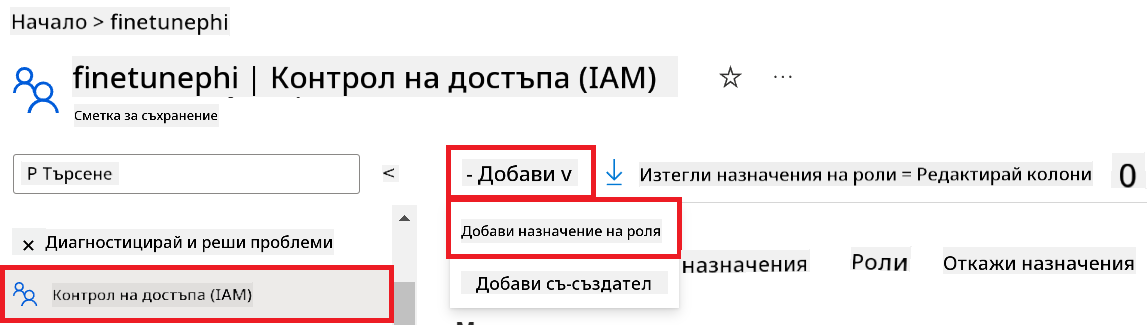 Начало > finetunephi
finetunephi | Контрол на достъпа (IAM)
Сметка за съхранение
Р Търсене
<
- Добави v
Изтегли назначения на роли = Редактирай колони
0
Добави назначение на роля
Диагностицирай и реши проблеми
Добави съ-създател
назначения
Роли
Откажи назначения
Контрол на достъпа (IAM)